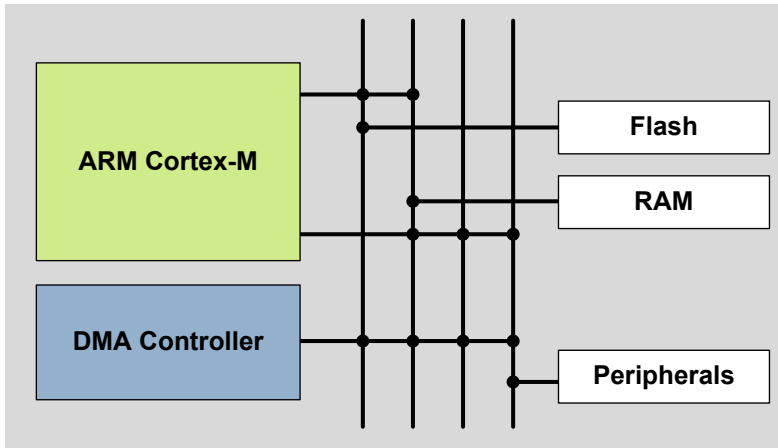 ARM Cortex-M
Flash
RAM
DMA Controller
Peripherals